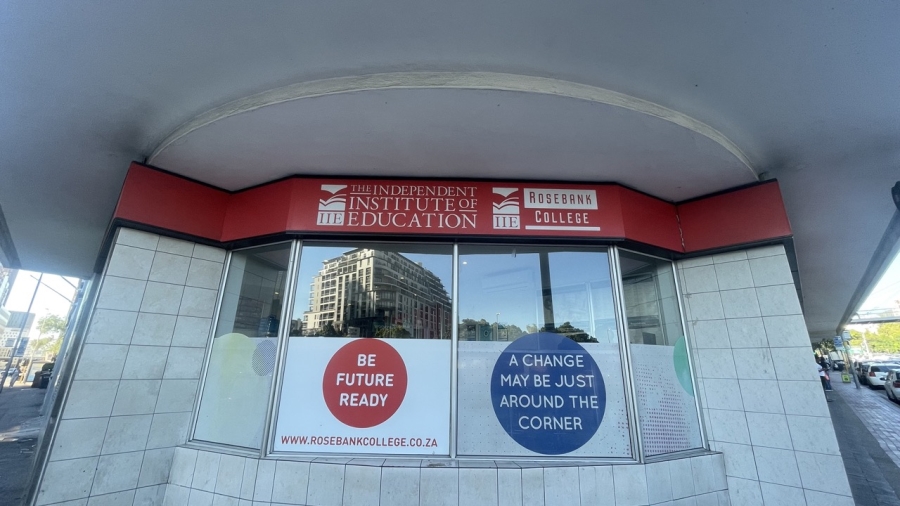 THE INDEPENDENT
INSTITUTE OF
IIE EDUCATION
IIE
ROSEBANK
COLLEGE
BE
FUTURE
READY
WWW.ROSEBANKCOLLEGE.CO.ZA
A CHANGE
MAY BE JUST
AROUND THE
CORNER